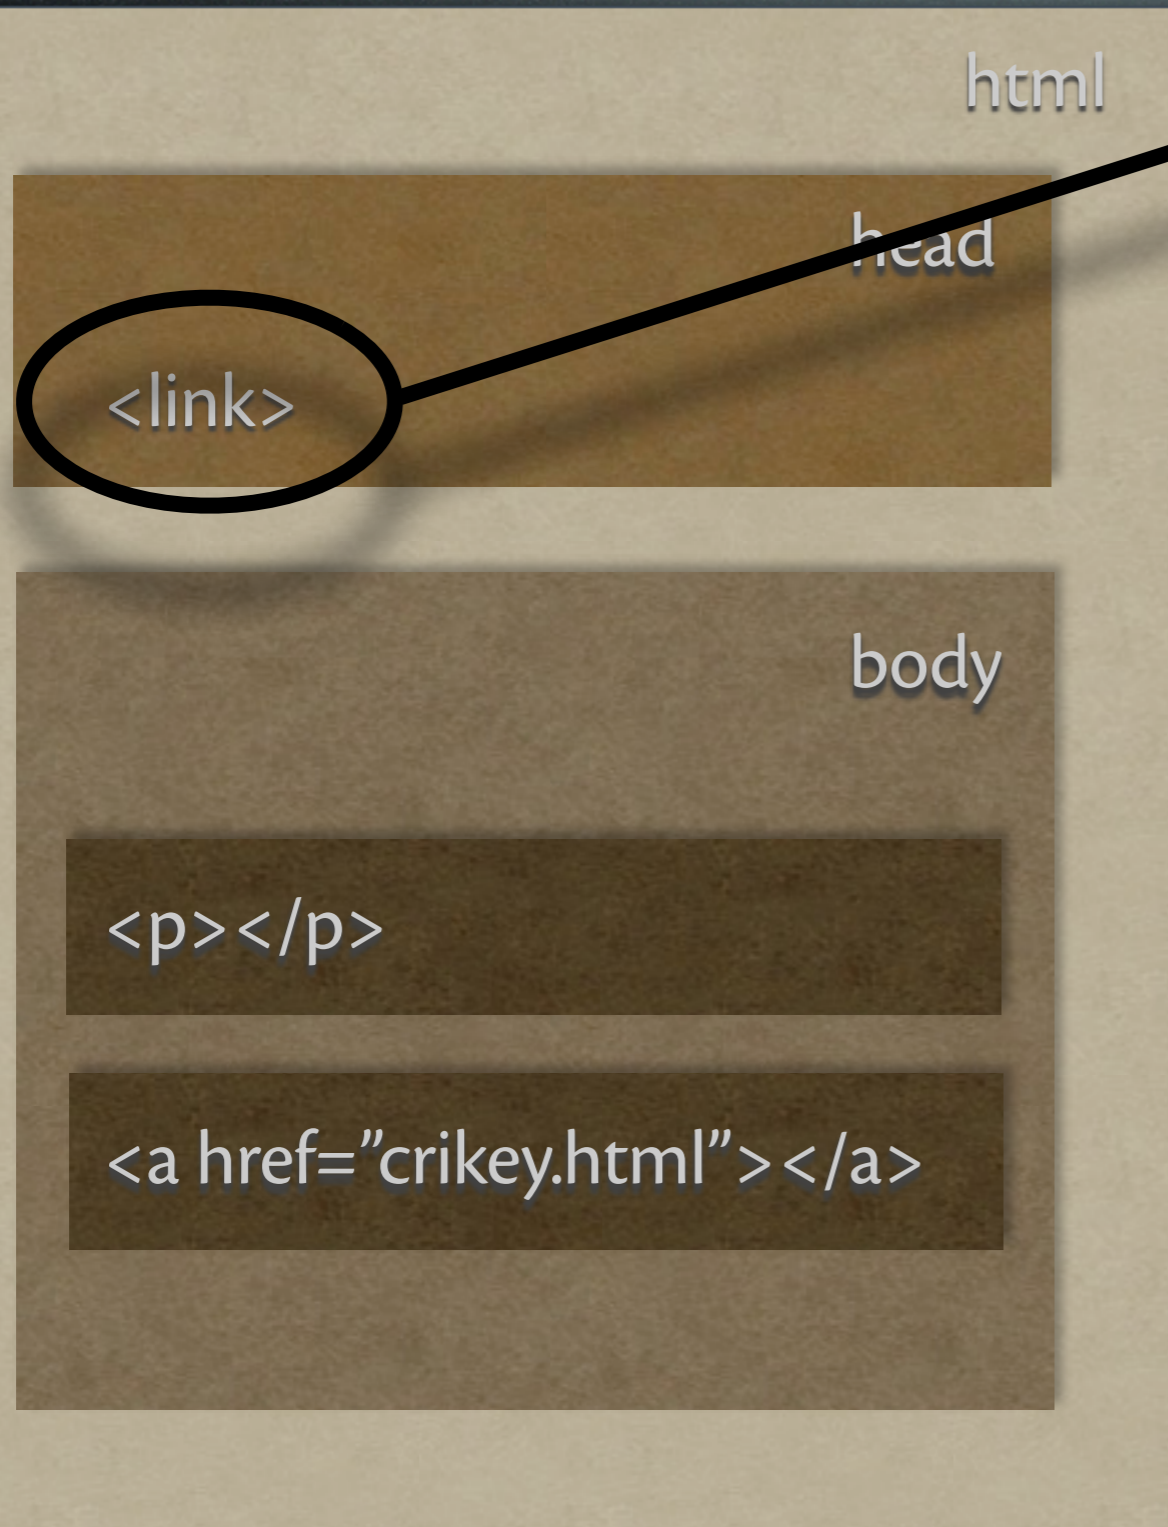 html
head
<link>
body
<p></p>
<a href=”crikey.html”></a>